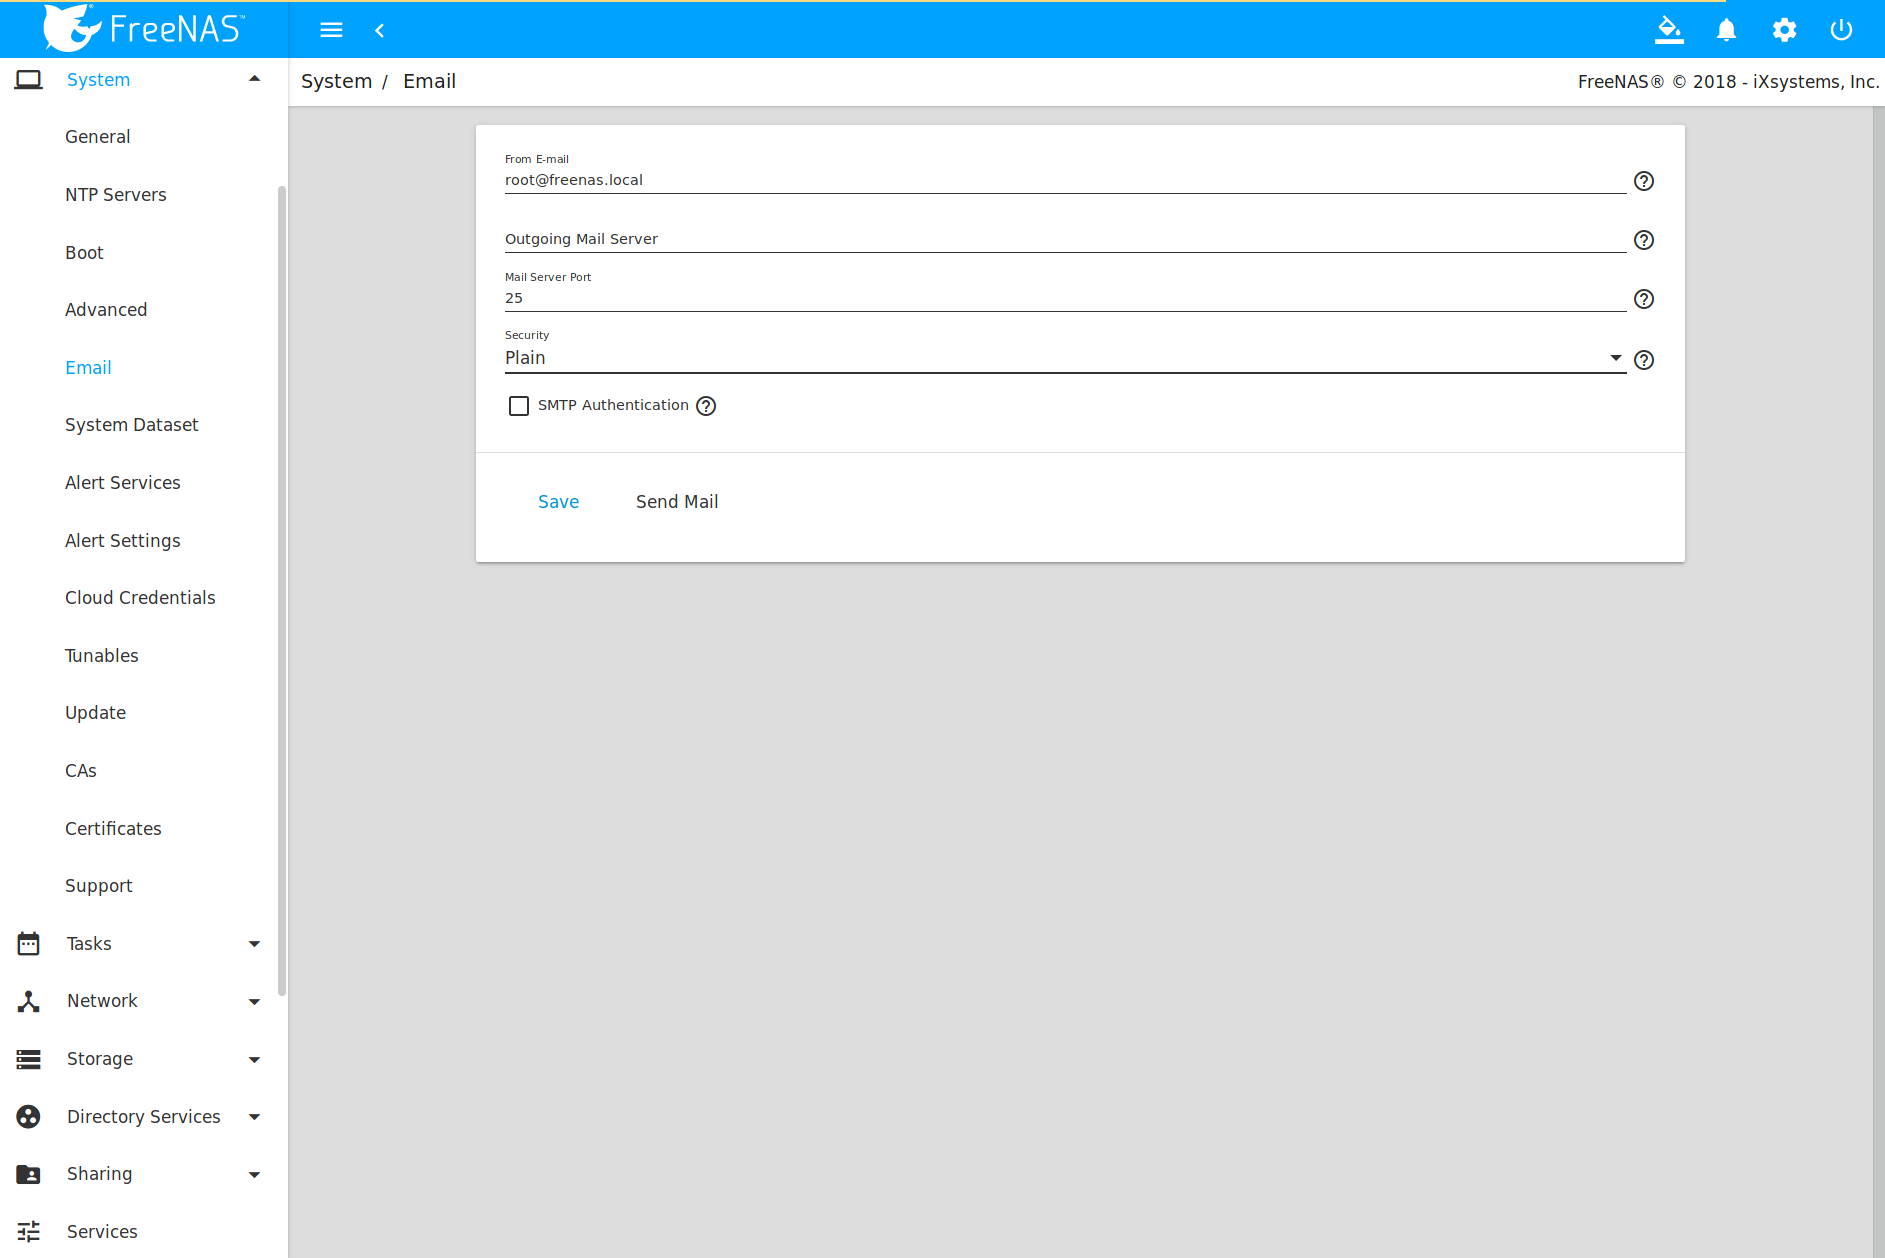 FreeNAS™
System
General
NTP Servers
Boot
Advanced
Email
System Dataset
Alert Services
Alert Settings
Cloud Credentials
Tunables
Update
CAs
Certificates
Support
Tasks
Network
Storage
Directory Services
Sharing
Services
System / Email
FreeNAS® © 2018 - iXsystems, Inc.
From E-mail
root@freenas.local
Outgoing Mail Server
Mail Server Port
25
Security
Plain
SMTP Authentication
Save Send Mail